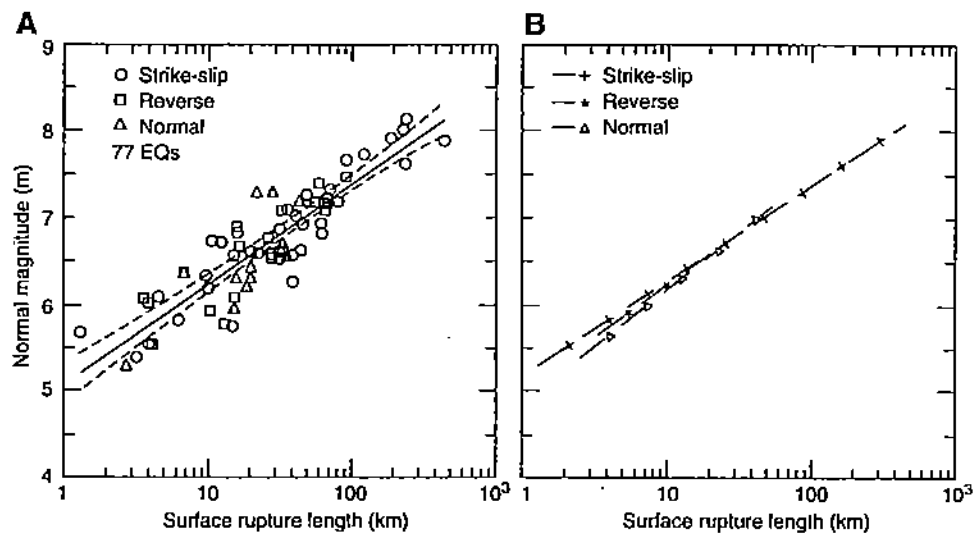 A
B
9
8
7
6
5
4
Normal magnitude (m)
Strike-slip
Reverse
Normal
77 EQs
1
10
100
10³
Surface rupture length (km)
Strike-slip
Reverse
Normal
1
10
100
10³
Surface rupture length (km)